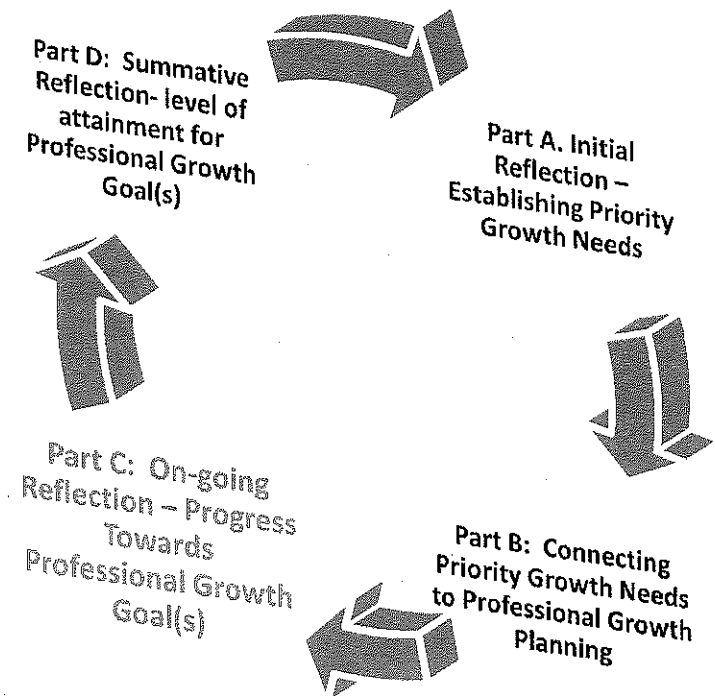 Part D:  Summative
Reflection- level of
attainment for
Professional Growth
Goal(s)
Part A. Initial
Reflection –
Establishing Priority
Growth Needs
Part B:  Connecting
Priority Growth Needs
to Professional Growth
Planning
Part C:  On-going
Reflection – Progress
Towards
Professional Growth
Goal(s)